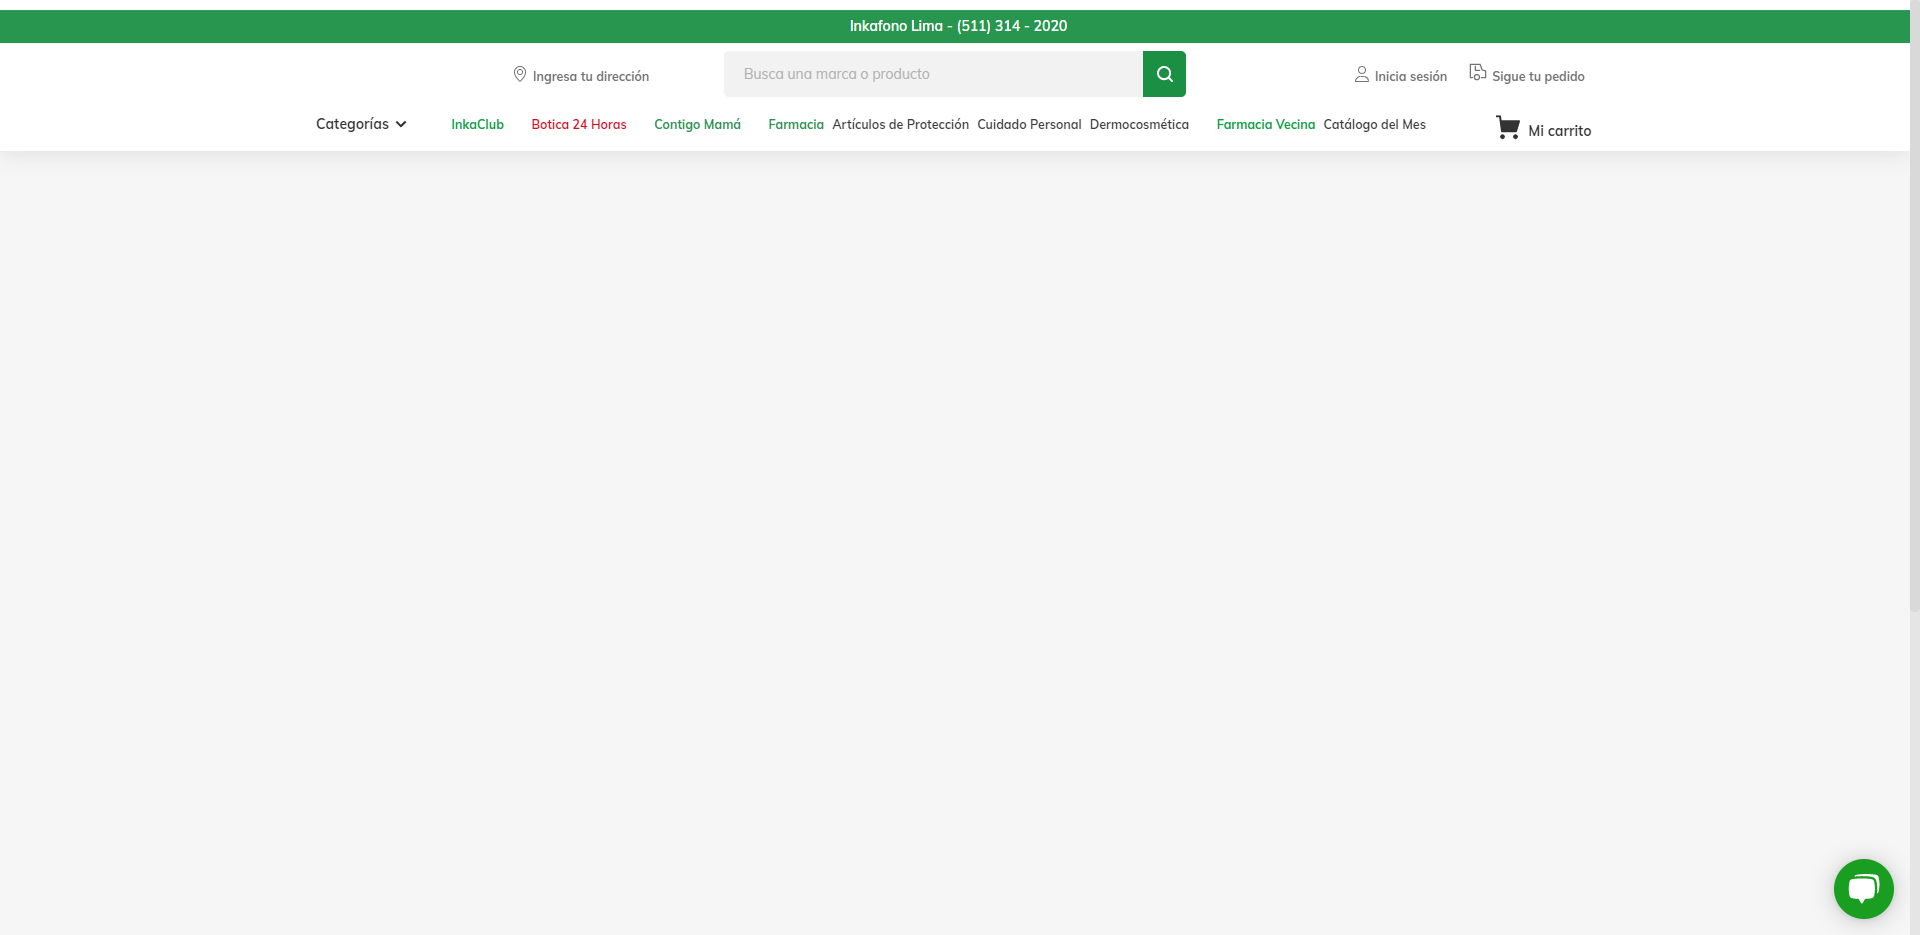 Inkafono Lima - (511) 314 - 2020
Ingresa tu dirección
Busca una marca o producto
Inicia sesión
Sigue tu pedido
Categorías
InkaClub
Botica 24 Horas
Contigo Mamá
Farmacia
Artículos de Protección
Cuidado Personal
Dermocosmética
Farmacia Vecina
Catálogo del Mes
Mi carrito